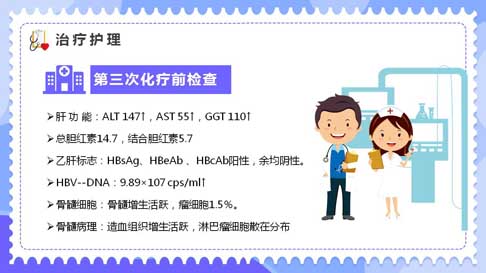 治疗护理
第三次化疗前检查
➢肝 功 能：ALT 147↑，AST 55↑，GGT 110↑
➢总胆红素14.7，结合胆红素5.7
➢乙肝标志：HBsAg、HBeAb 、HBcAb阳性，余均阴性。
➢HBV--DNA：9.89×107 cps/ml↑
➢骨髓细胞：骨髓增生活跃，瘤细胞1.5%。
➢骨髓病理：造血组织增生活跃，淋巴瘤细胞散在分布